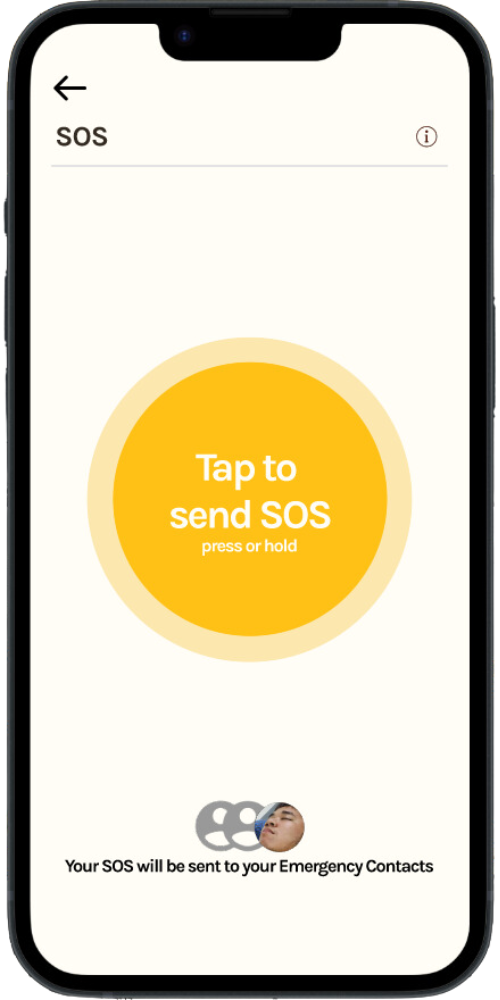 SOS
Tap to
send SOS
press or hold
Your SOS will be sent to your Emergency Contacts